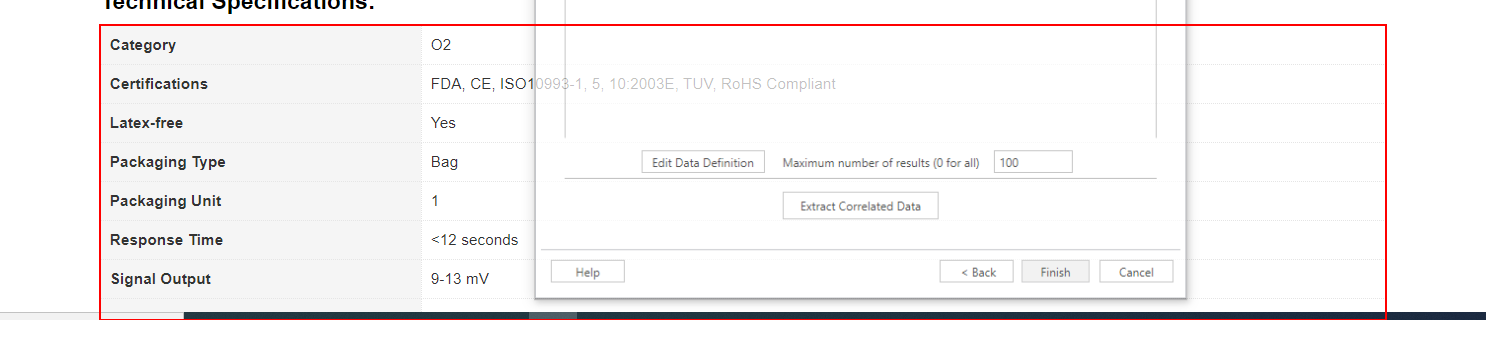 Technical Specifications:
Category O2
Certifications FDA, CE, ISO10993-1, 5, 10:2003E, TUV, RoHS Compliant
Latex-free Yes
Packaging Type Bag
Packaging Unit 1
Response Time <12 seconds
Signal Output 9-13 mV
Edit Data Definition Maximum number of results (0 for all) 100
Extract Correlated Data
Help < Back Finish Cancel